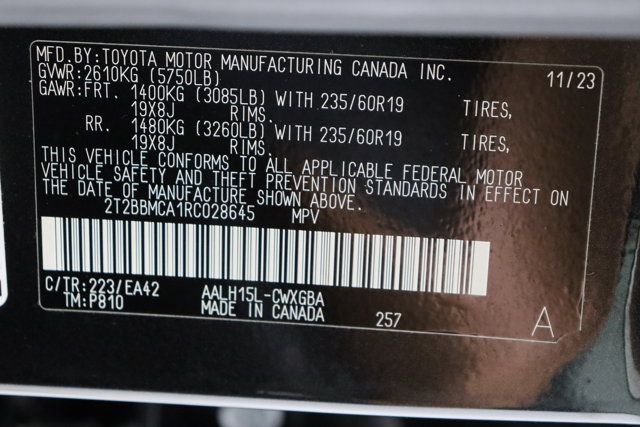 MFD.BY:TOYOTA MOTOR MANUFACTURING CANADA INC. 11/23
GVWR:2610KG (5750LB)
GAWR:FRT. 1400KG (3085LB) WITH 235/60R19 TIRES,
19X8J RIMS.
RR. 1480KG (3260LB) WITH 235/60R19 TIRES,
19X8J RIMS.
THIS VEHICLE CONFORMS TO ALL APPLICABLE FEDERAL MOTOR
VEHICLE SAFETY AND THEFT PREVENTION STANDARDS IN EFFECT ON
THE DATE OF MANUFACTURE SHOWN ABOVE.
2T2BBMCA1RC028645 MPV
C/TR:223/EA42 AALH15L-CWXGBA
TM:P810 MADE IN CANADA 257 A